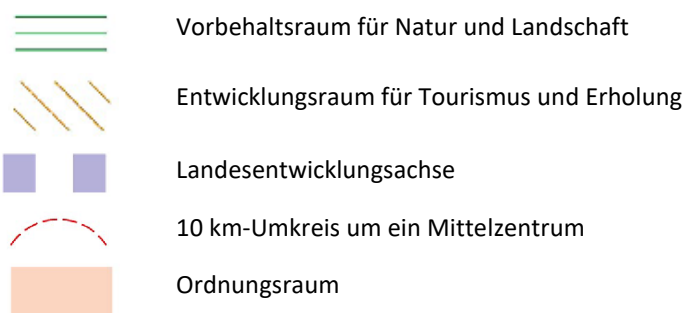 Vorbehaltsraum für Natur und Landschaft
Entwicklungsraum für Tourismus und Erholung
Landesentwicklungsachse
10 km-Umkreis um ein Mittelzentrum
Ordnungsraum